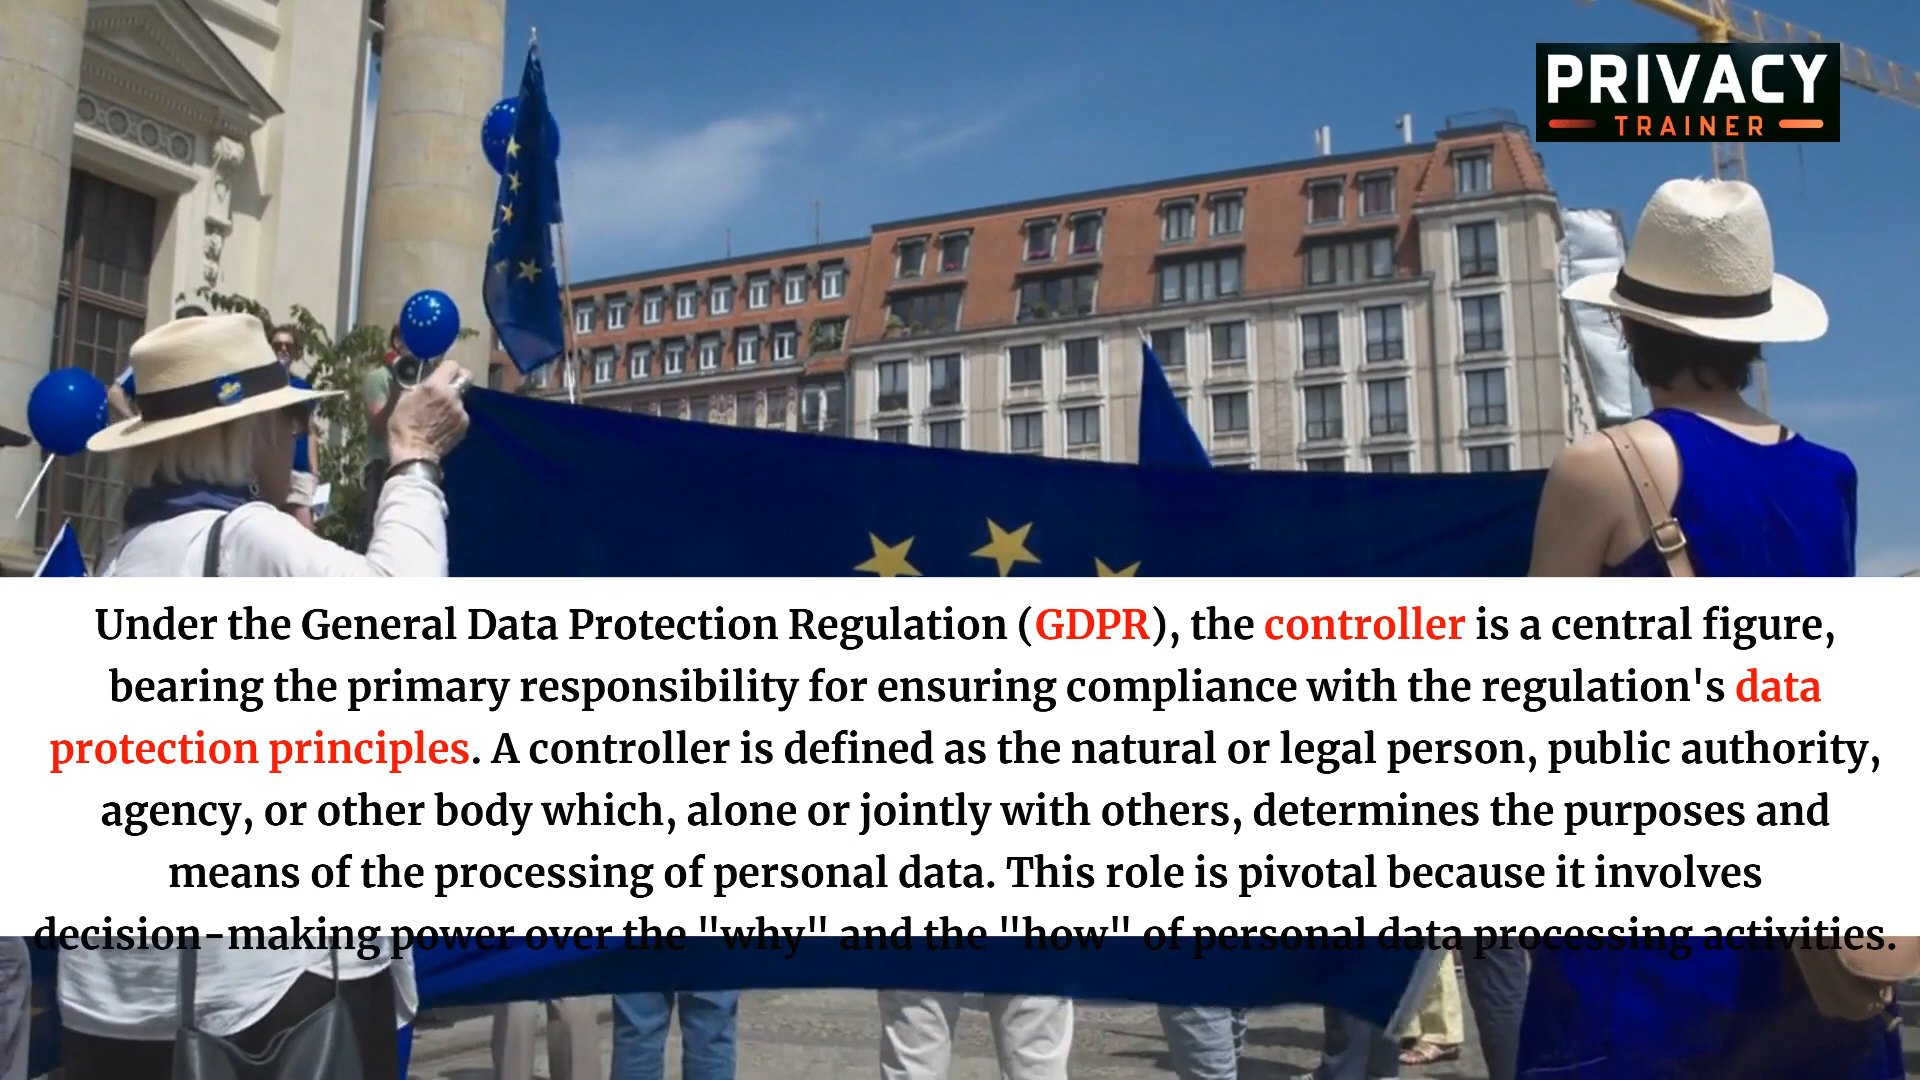 PRIVACY
TRAINER
Under the General Data Protection Regulation (GDPR), the controller is a central figure,
bearing the primary responsibility for ensuring compliance with the regulation's data
protection principles. A controller is defined as the natural or legal person, public authority,
agency, or other body which, alone or jointly with others, determines the purposes and
means of the processing of personal data. This role is pivotal because it involves
decision-making power over the "why" and the "how" of personal data processing activities.